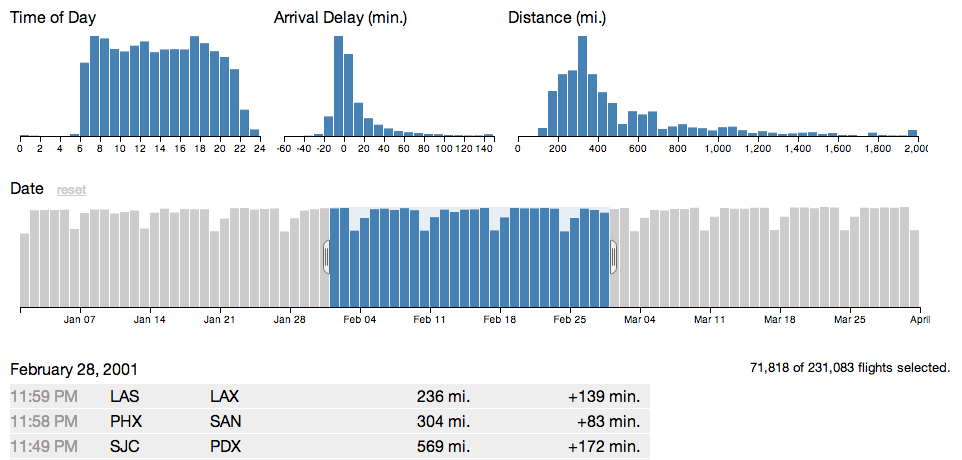 Time of Day Arrival Delay (min.) Distance (mi.)
0 2 4 6 8 10 12 14 16 18 20 22 24 -60 -40 -20 0 20 40 60 80 100 120 140 0 200 400 600 800 1,000 1,200 1,400 1,600 1,800 2,000
Date reset
Jan 07 Jan 14 Jan 21 Jan 28 Feb 04 Feb 11 Feb 18 Feb 25 Mar 04 Mar 11 Mar 18 Mar 25 April
February 28, 2001 71,818 of 231,083 flights selected.
11:59 PM LAS LAX 236 mi. +139 min.
11:58 PM PHX SAN 304 mi. +83 min.
11:49 PM SJC PDX 569 mi. +172 min.